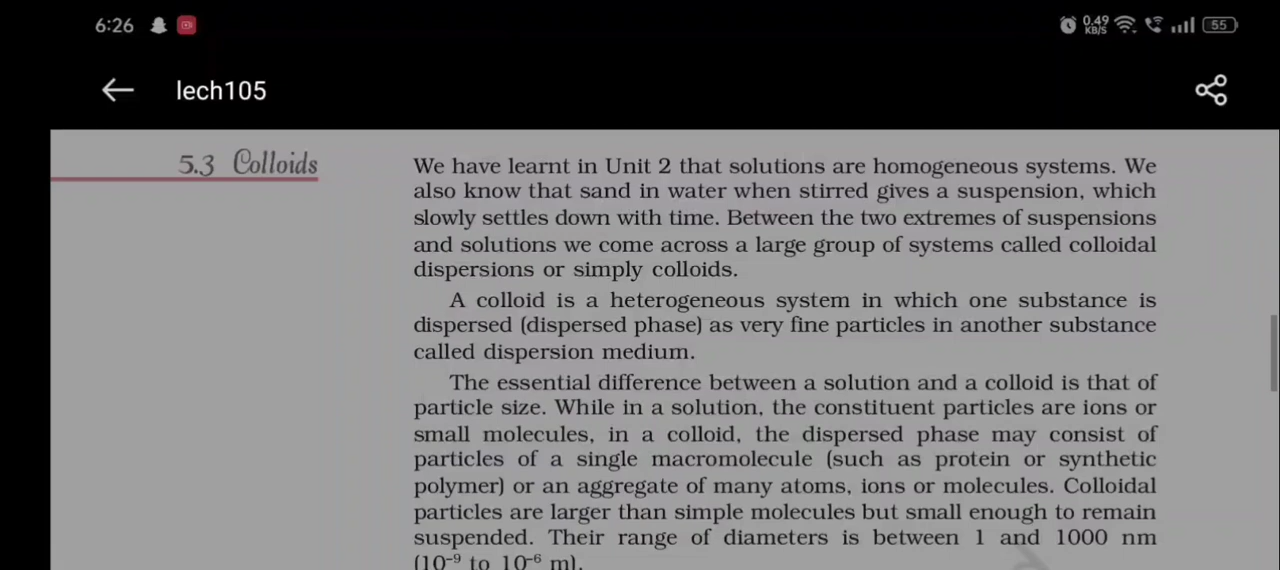 6:26
0.49
KB/S
55
lech105
5.3 Colloids
We have learnt in Unit 2 that solutions are homogeneous systems. We
also know that sand in water when stirred gives a suspension, which
slowly settles down with time. Between the two extremes of suspensions
and solutions we come across a large group of systems called colloidal
dispersions or simply colloids.
A colloid is a heterogeneous system in which one substance is
dispersed (dispersed phase) as very fine particles in another substance
called dispersion medium.
The essential difference between a solution and a colloid is that of
particle size. While in a solution, the constituent particles are ions or
small molecules, in a colloid, the dispersed phase may consist of
particles of a single macromolecule (such as protein or synthetic
polymer) or an aggregate of many atoms, ions or molecules. Colloidal
particles are larger than simple molecules but small enough to remain
suspended. Their range of diameters is between 1 and 1000 nm
(10⁻⁹ to 10⁻⁶ m).